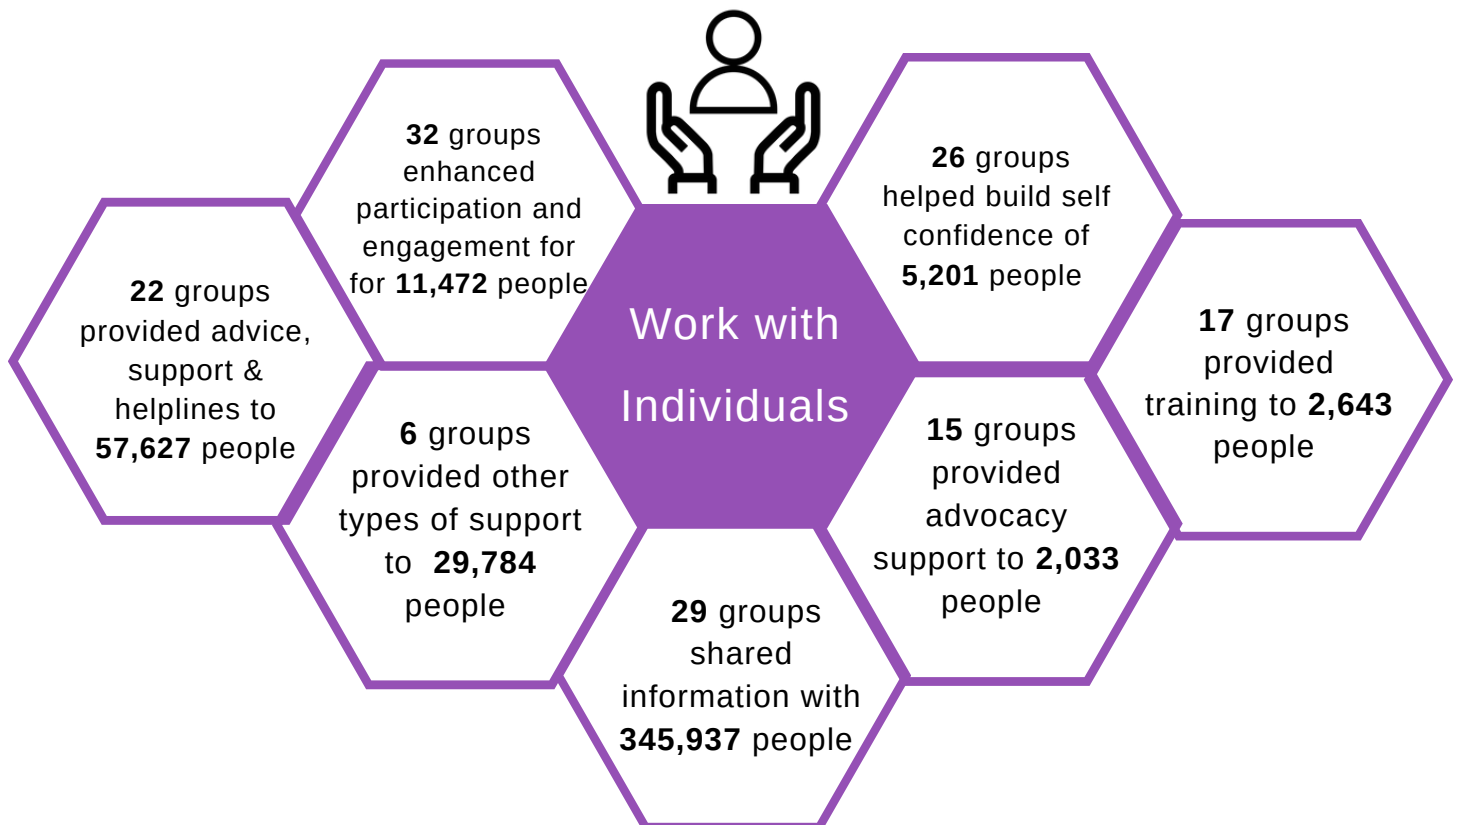 32 groups
enhanced
participation and
engagement for
for 11,472 people
26 groups
helped build self
confidence of
5,201 people
22 groups
provided advice,
support &
helplines to
57,627 people
Work with
Individuals
17 groups
provided
training to 2,643
people
6 groups
provided other
types of support
to 29,784
people
15 groups
provided
advocacy
support to 2,033
people
29 groups
shared
information with
345,937 people